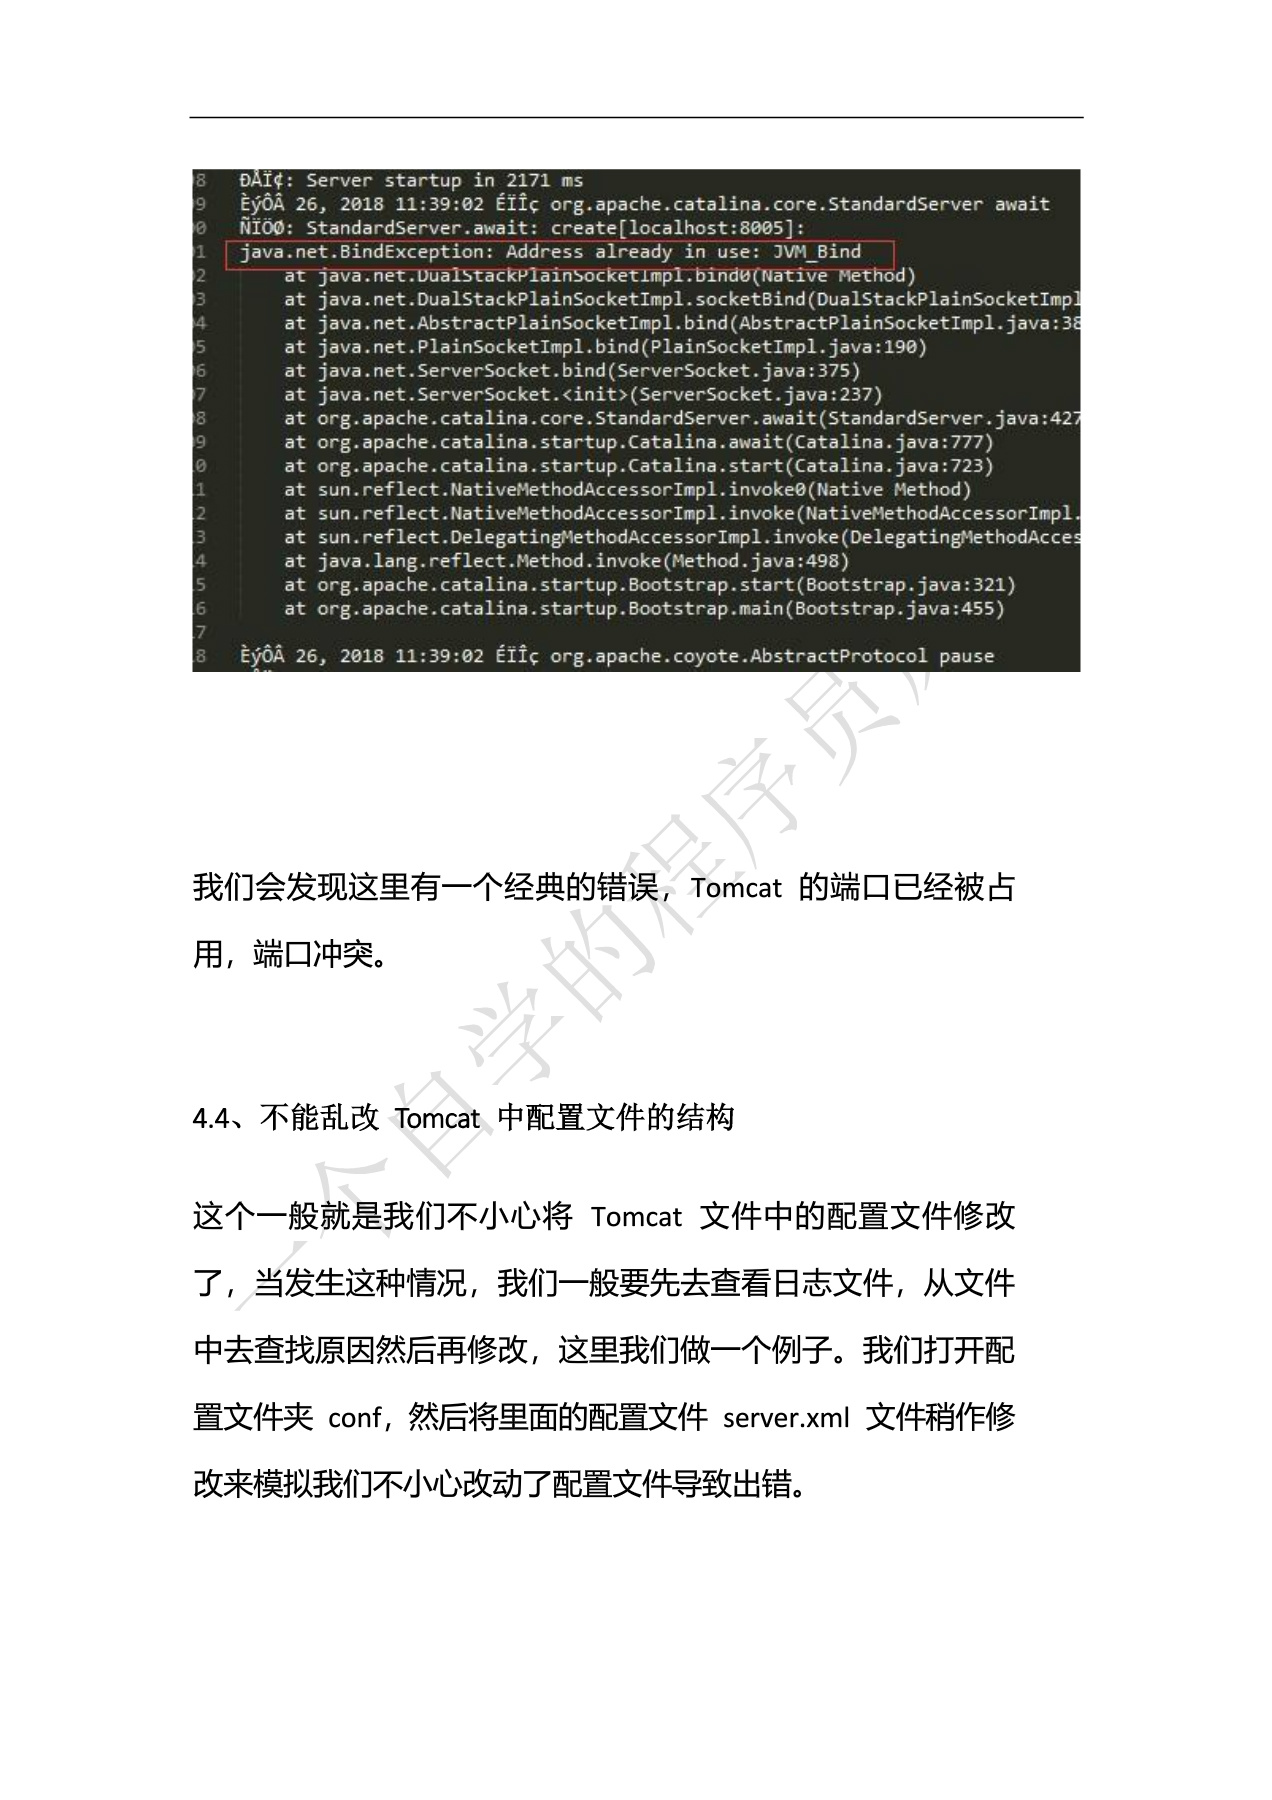 8 ÐÅÏ¢: Server startup in 2171 ms
9 ÈýÔÂ 26, 2018 11:39:02 ÉÏÎç org.apache.catalina.core.StandardServer await
0 ÑÏÖØ: StandardServer.await: create[localhost:8005]:
1 java.net.BindException: Address already in use: JVM_Bind
2 at java.net.DualStackPlainSocketImpl.bind0(Native Method)
3 at java.net.DualStackPlainSocketImpl.socketBind(DualStackPlainSocketImpl
4 at java.net.AbstractPlainSocketImpl.bind(AbstractPlainSocketImpl.java:38
5 at java.net.PlainSocketImpl.bind(PlainSocketImpl.java:190)
6 at java.net.ServerSocket.bind(ServerSocket.java:375)
7 at java.net.ServerSocket.<init>(ServerSocket.java:237)
8 at org.apache.catalina.core.StandardServer.await(StandardServer.java:427
9 at org.apache.catalina.startup.Catalina.await(Catalina.java:777)
0 at org.apache.catalina.startup.Catalina.start(Catalina.java:723)
1 at sun.reflect.NativeMethodAccessorImpl.invoke0(Native Method)
2 at sun.reflect.NativeMethodAccessorImpl.invoke(NativeMethodAccessorImpl.
3 at sun.reflect.DelegatingMethodAccessorImpl.invoke(DelegatingMethodAcces
4 at java.lang.reflect.Method.invoke(Method.java:498)
5 at org.apache.catalina.startup.Bootstrap.start(Bootstrap.java:321)
6 at org.apache.catalina.startup.Bootstrap.main(Bootstrap.java:455)
7
8 ÈýÔÂ 26, 2018 11:39:02 ÉÏÎç org.apache.coyote.AbstractProtocol pause
一个自学的程序员
我们会发现这里有一个经典的错误，Tomcat 的端口已经被占
用，端口冲突。
4.4、不能乱改 Tomcat 中配置文件的结构
这个一般就是我们不小心将 Tomcat 文件中的配置文件修改
了，当发生这种情况，我们一般要先去查看日志文件，从文件
中去查找原因然后再修改，这里我们做一个例子。我们打开配
置文件夹 conf，然后将里面的配置文件 server.xml 文件稍作修
改来模拟我们不小心改动了配置文件导致出错。